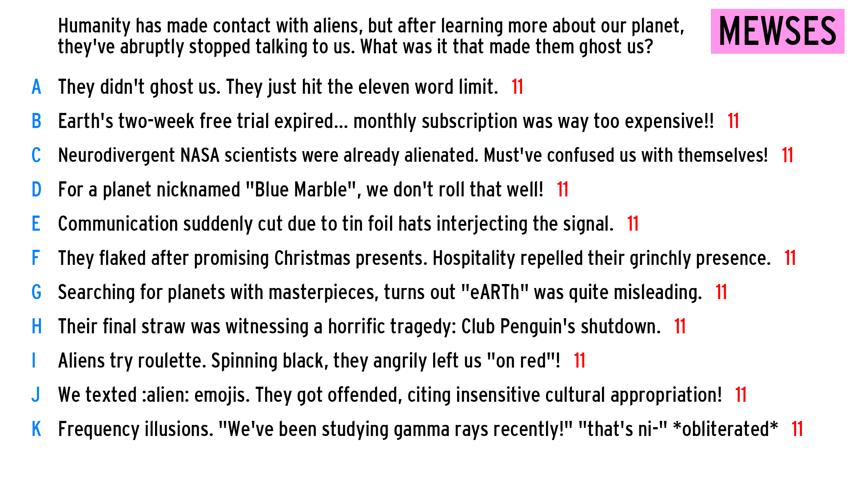 Humanity has made contact with aliens, but after learning more about our planet,
they've abruptly stopped talking to us. What was it that made them ghost us?
MEWSES
A They didn't ghost us. They just hit the eleven word limit. 11
B Earth's two-week free trial expired... monthly subscription was way too expensive!! 11
C Neurodivergent NASA scientists were already alienated. Must've confused us with themselves! 11
D For a planet nicknamed "Blue Marble", we don't roll that well! 11
E Communication suddenly cut due to tin foil hats interjecting the signal. 11
F They flaked after promising Christmas presents. Hospitality repelled their grinchly presence. 11
G Searching for planets with masterpieces, turns out "eARTh" was quite misleading. 11
H Their final straw was witnessing a horrific tragedy: Club Penguin's shutdown. 11
I Aliens try roulette. Spinning black, they angrily left us "on red"! 11
J We texted :alien: emojis. They got offended, citing insensitive cultural appropriation! 11
K Frequency illusions. "We've been studying gamma rays recently!" "that's ni-" *obliterated* 11